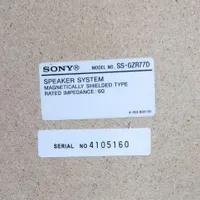 SONY® MODEL NO. SS-GZR77D
SPEAKER SYSTEM
MAGNETICALLY SHIELDED TYPE
RATED IMPEDANCE: 6Ω
SERIAL NO 4105160